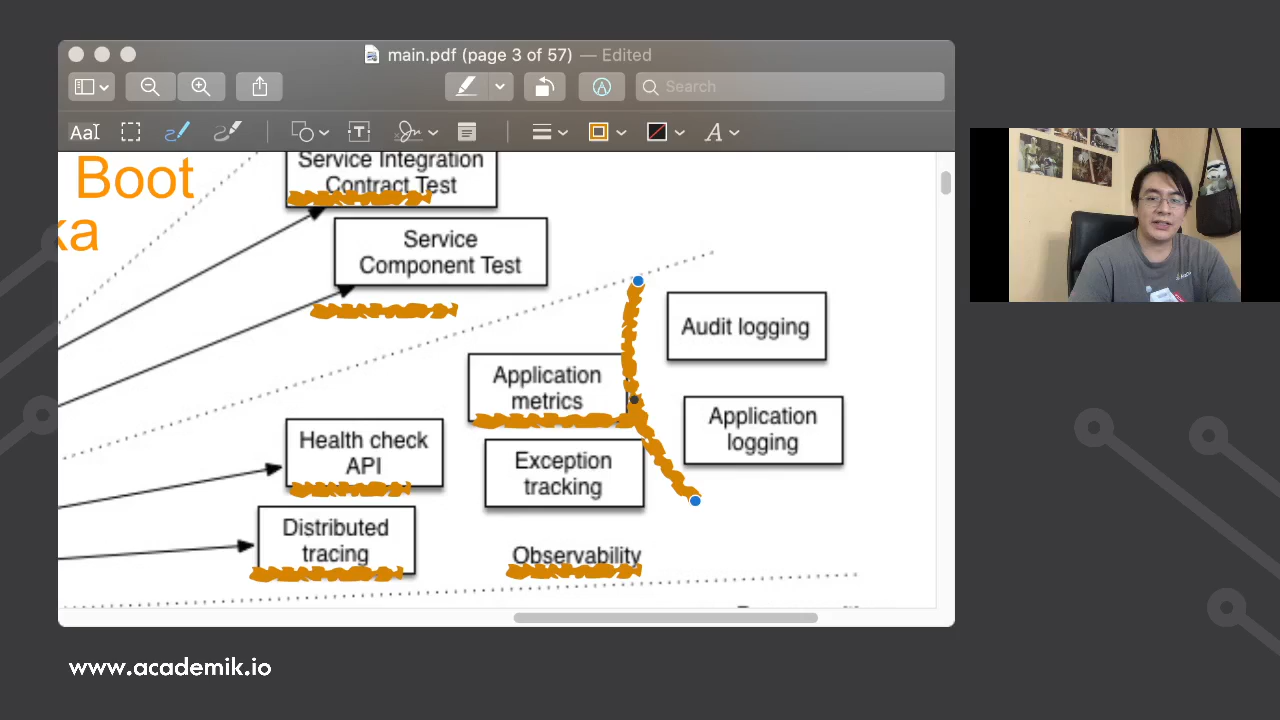 main.pdf (page 3 of 57) — Edited
Search
AaI
T
A
A
Boot
ka
Service Integration
Contract Test
Service
Component Test
Audit logging
Application
metrics
Application
logging
Health check
API
Exception
tracking
Distributed
tracing
Observability
www.academik.io